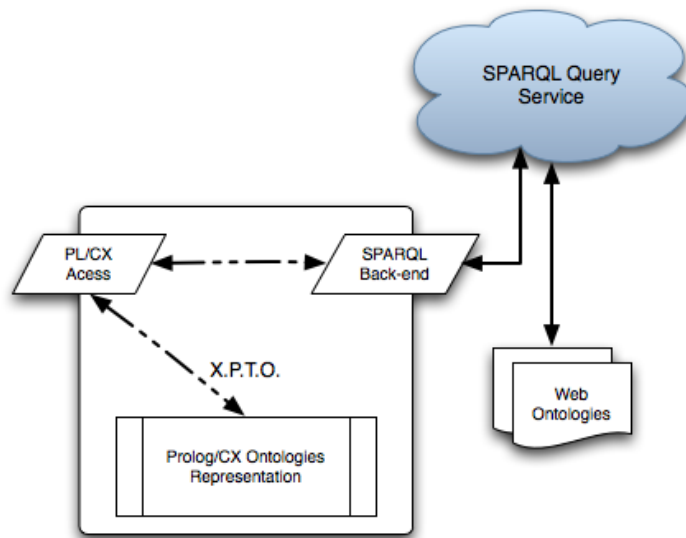 SPARQL Query
Service
PL/CX
Acess
SPARQL
Back-end
X.P.T.O.
Web
Ontologies
Prolog/CX Ontologies
Representation